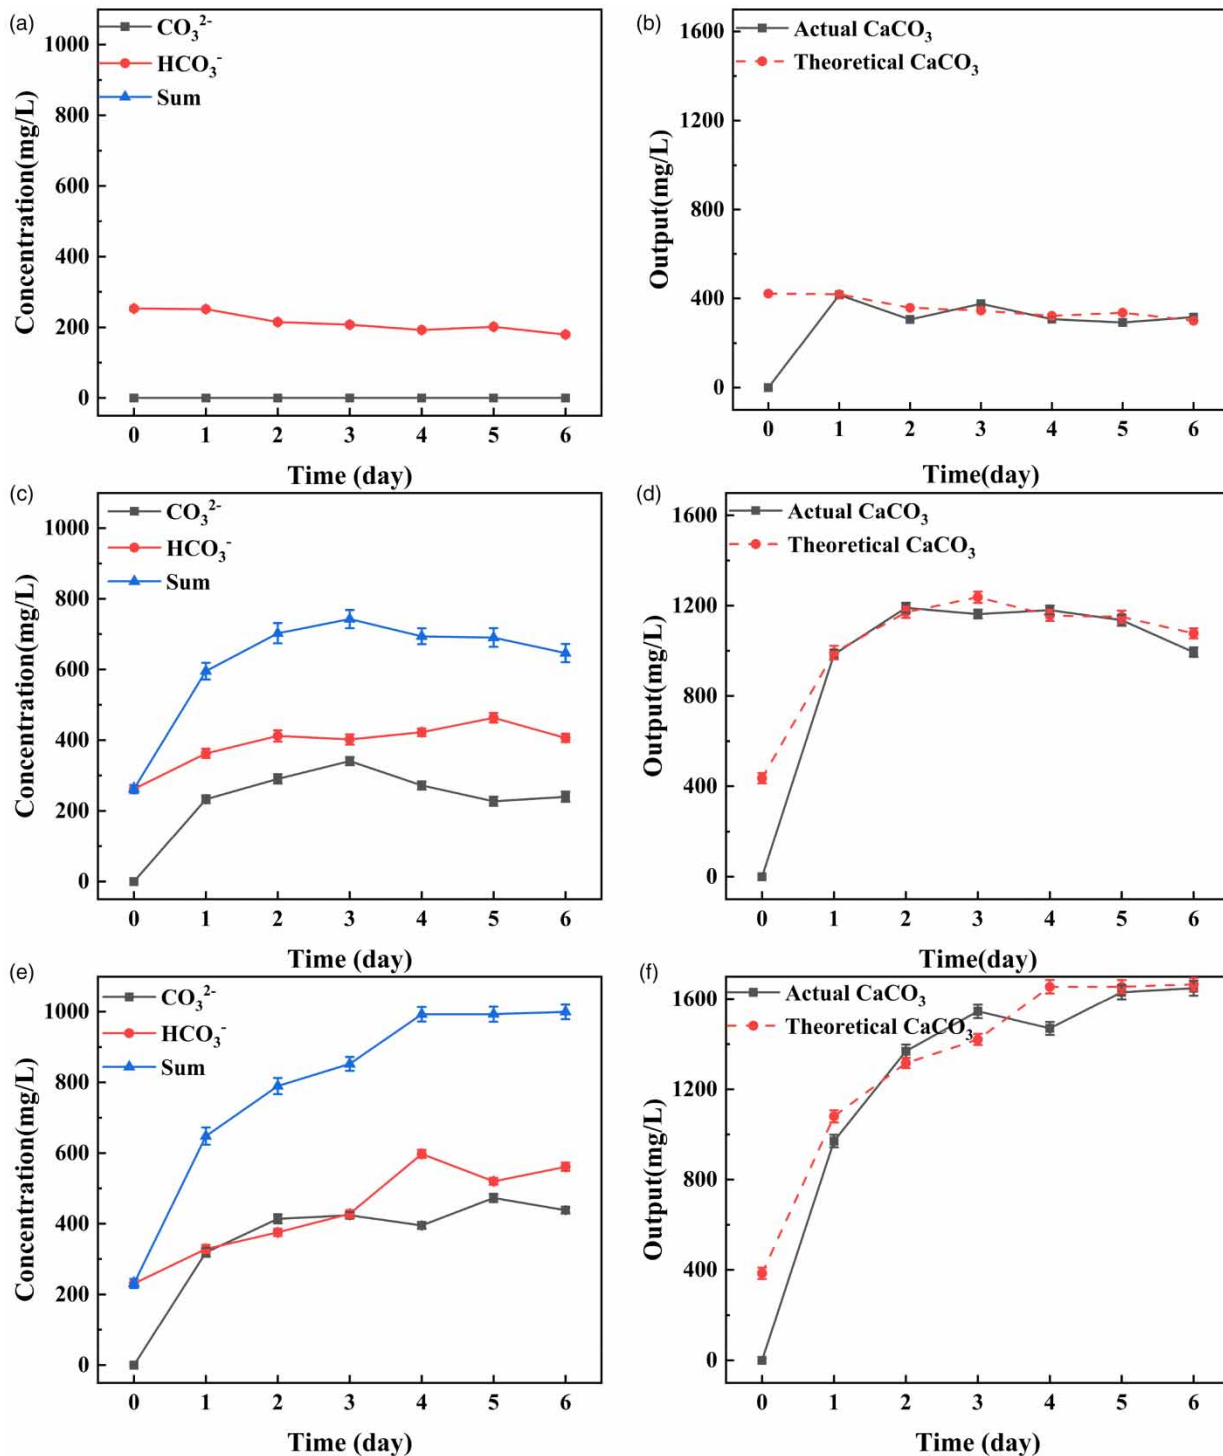 (a)
CO₃²⁻
HCO₃⁻
Sum
Concentration(mg/L)
1000
800
600
400
200
0
0 1 2 3 4 5 6
Time (day)
(b)
Actual CaCO₃
Theoretical CaCO₃
Output(mg/L)
1600
1200
800
400
0
0 1 2 3 4 5 6
Time(day)
(c)
CO₃²⁻
HCO₃⁻
Sum
Concentration(mg/L)
1000
800
600
400
200
0
0 1 2 3 4 5 6
Time (day)
(d)
Actual CaCO₃
Theoretical CaCO₃
Output(mg/L)
1600
1200
800
400
0
0 1 2 3 4 5 6
Time(day)
(e)
CO₃²⁻
HCO₃⁻
Sum
Concentration(mg/L)
1000
800
600
400
200
0
0 1 2 3 4 5 6
Time (day)
(f)
Actual CaCO₃
Theoretical CaCO₃
Output(mg/L)
1600
1200
800
400
0
0 1 2 3 4 5 6
Time (day)